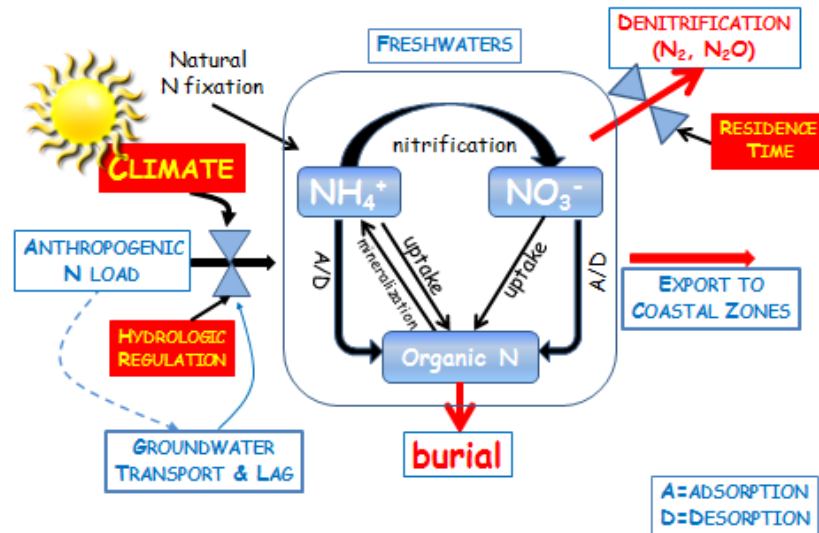 FRESHWATERS
DENITRIFICATION
(N₂, N₂O)
Natural
N fixation
RESIDENCE
TIME
CLIMATE
nitrification
NH₄⁺
NO₃⁻
ANTHROPOGENIC
N LOAD
A/D
mineralization
uptake
uptake
A/D
EXPORT TO
COASTAL ZONES
HYDROLOGIC
REGULATION
Organic N
GROUNDWATER
TRANSPORT & LAG
burial
A=ADSORPTION
D=DESORPTION